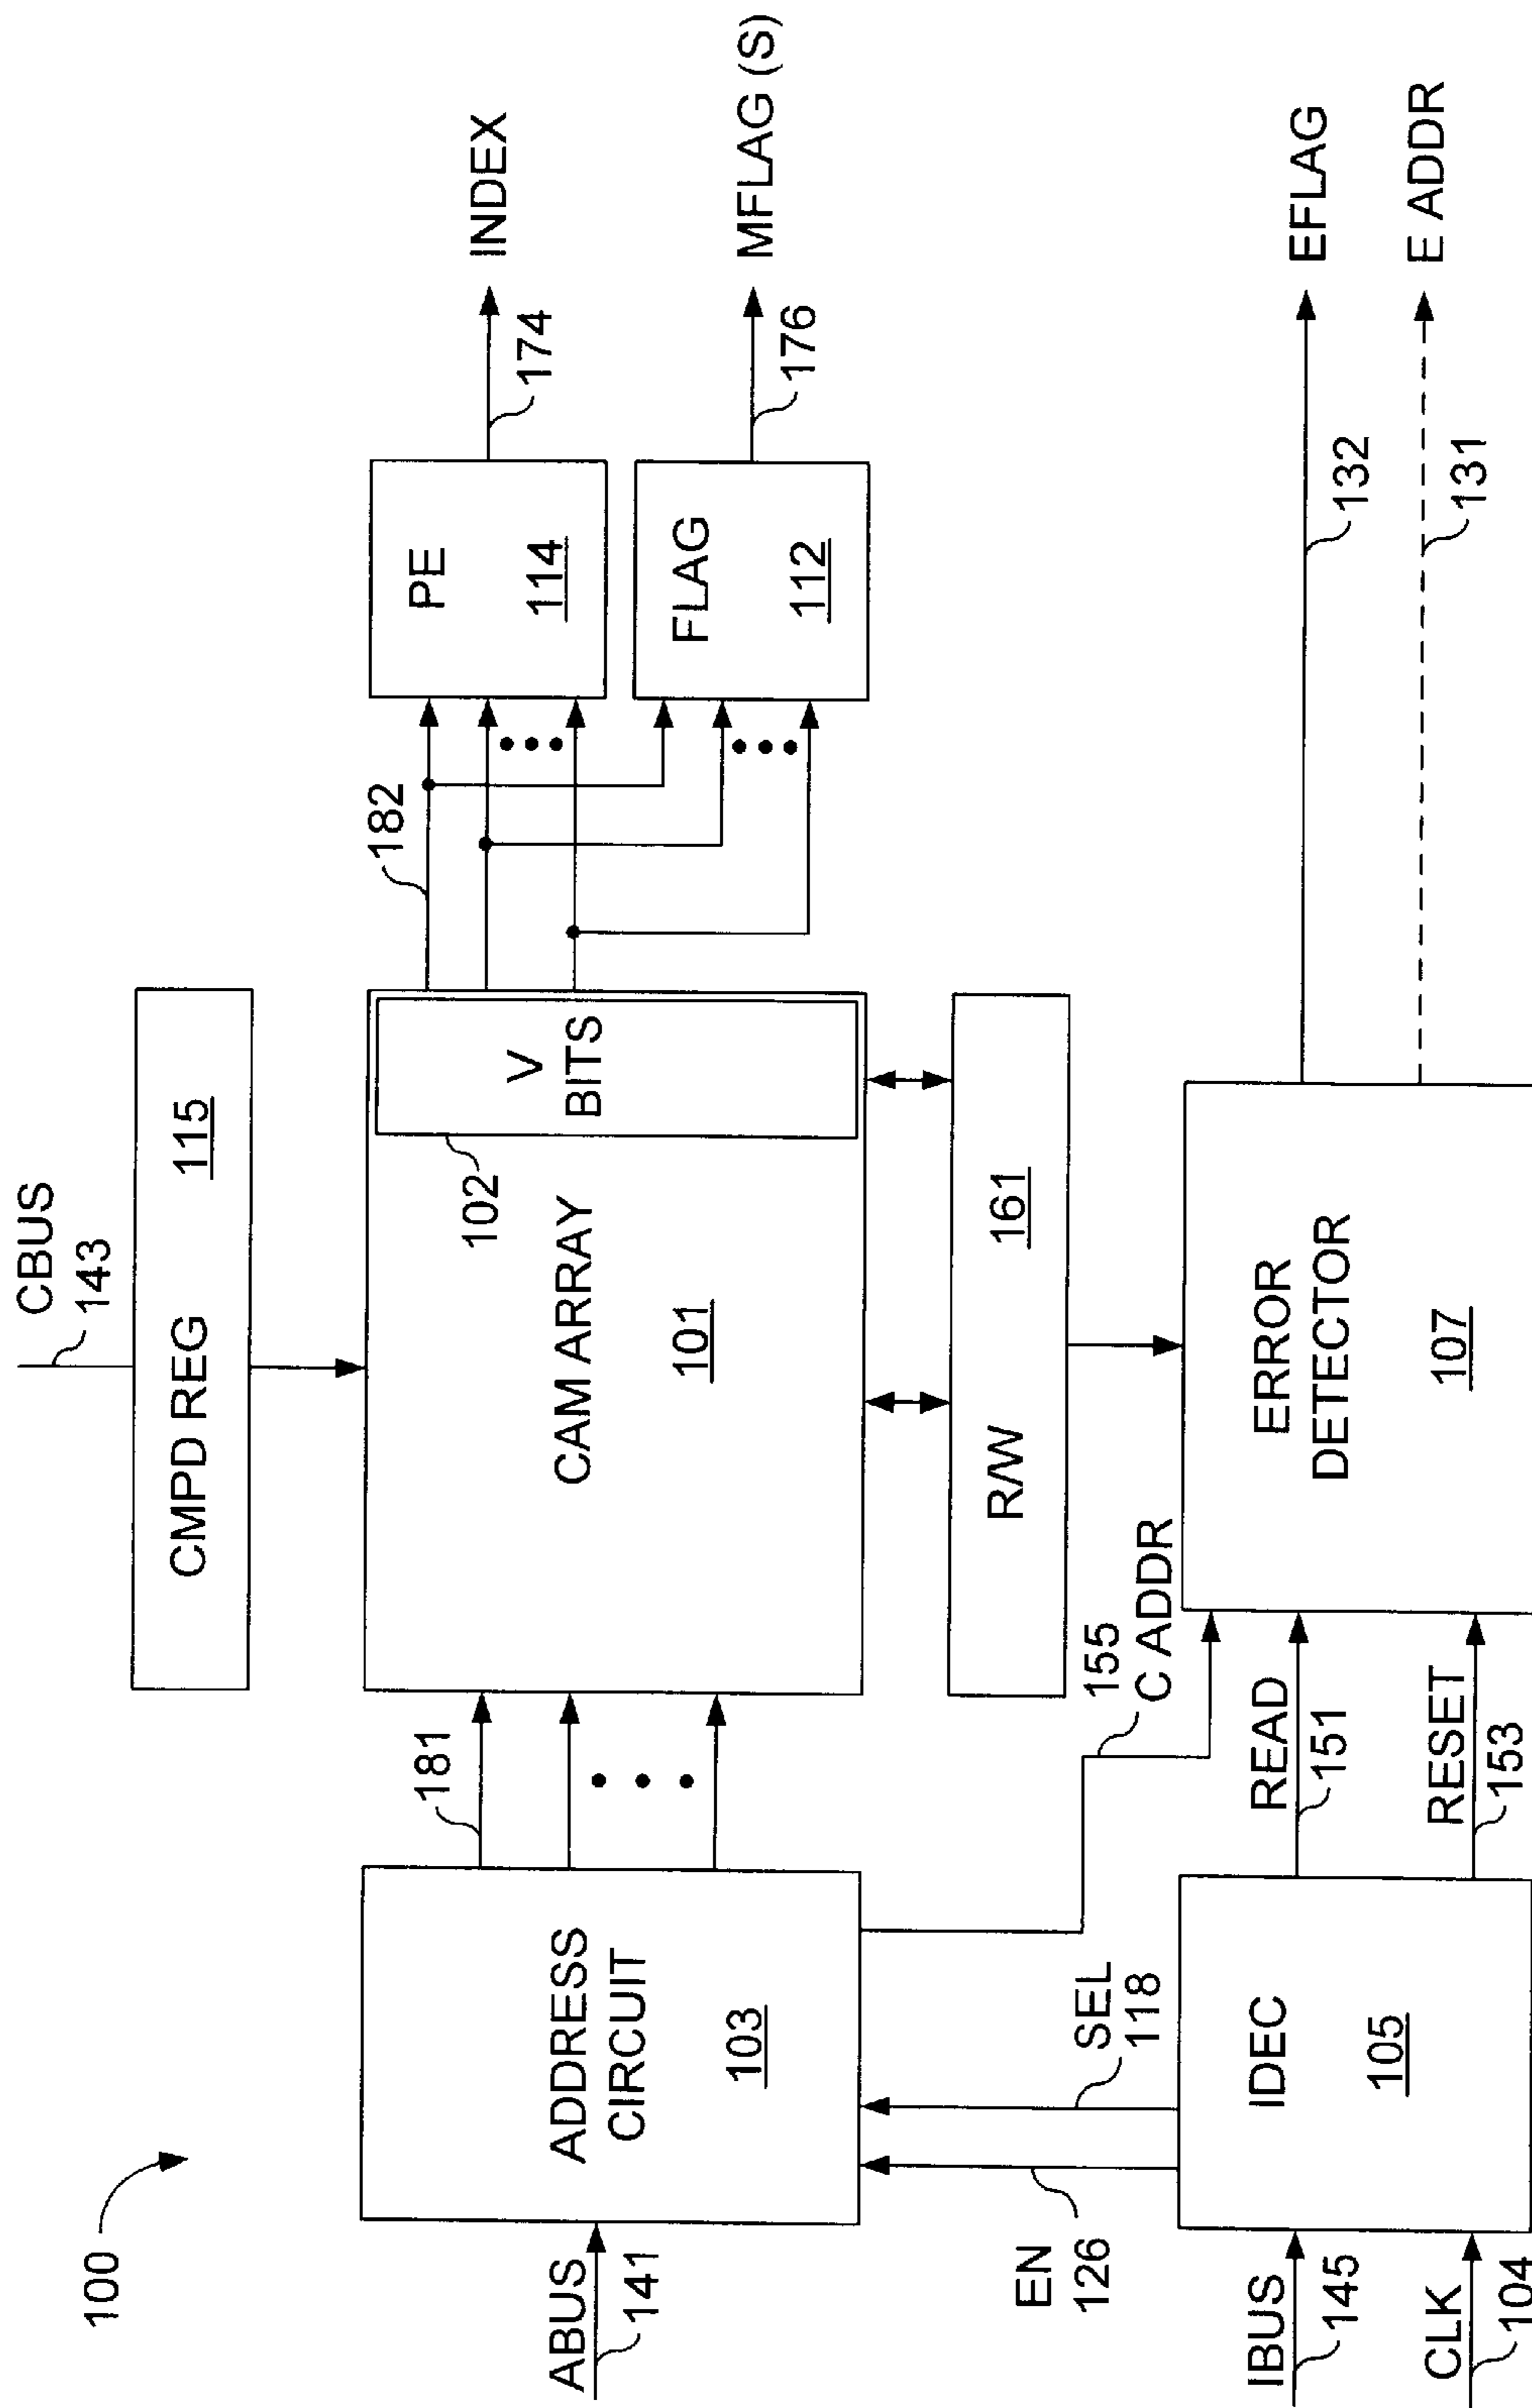 100
CBUS
143
CMPD REG 115
ABUS
141
ADDRESS
CIRCUIT
103
181
CAM ARRAY
101
102
V
BITS
182
PE
114
174
INDEX
FLAG
112
176
MFLAG (S)
R/W 161
EN
126
SEL
118
155
C ADDR
IBUS
145
CLK
104
IDEC
105
READ
151
RESET
153
ERROR
DETECTOR
107
132
EFLAG
131
E ADDR